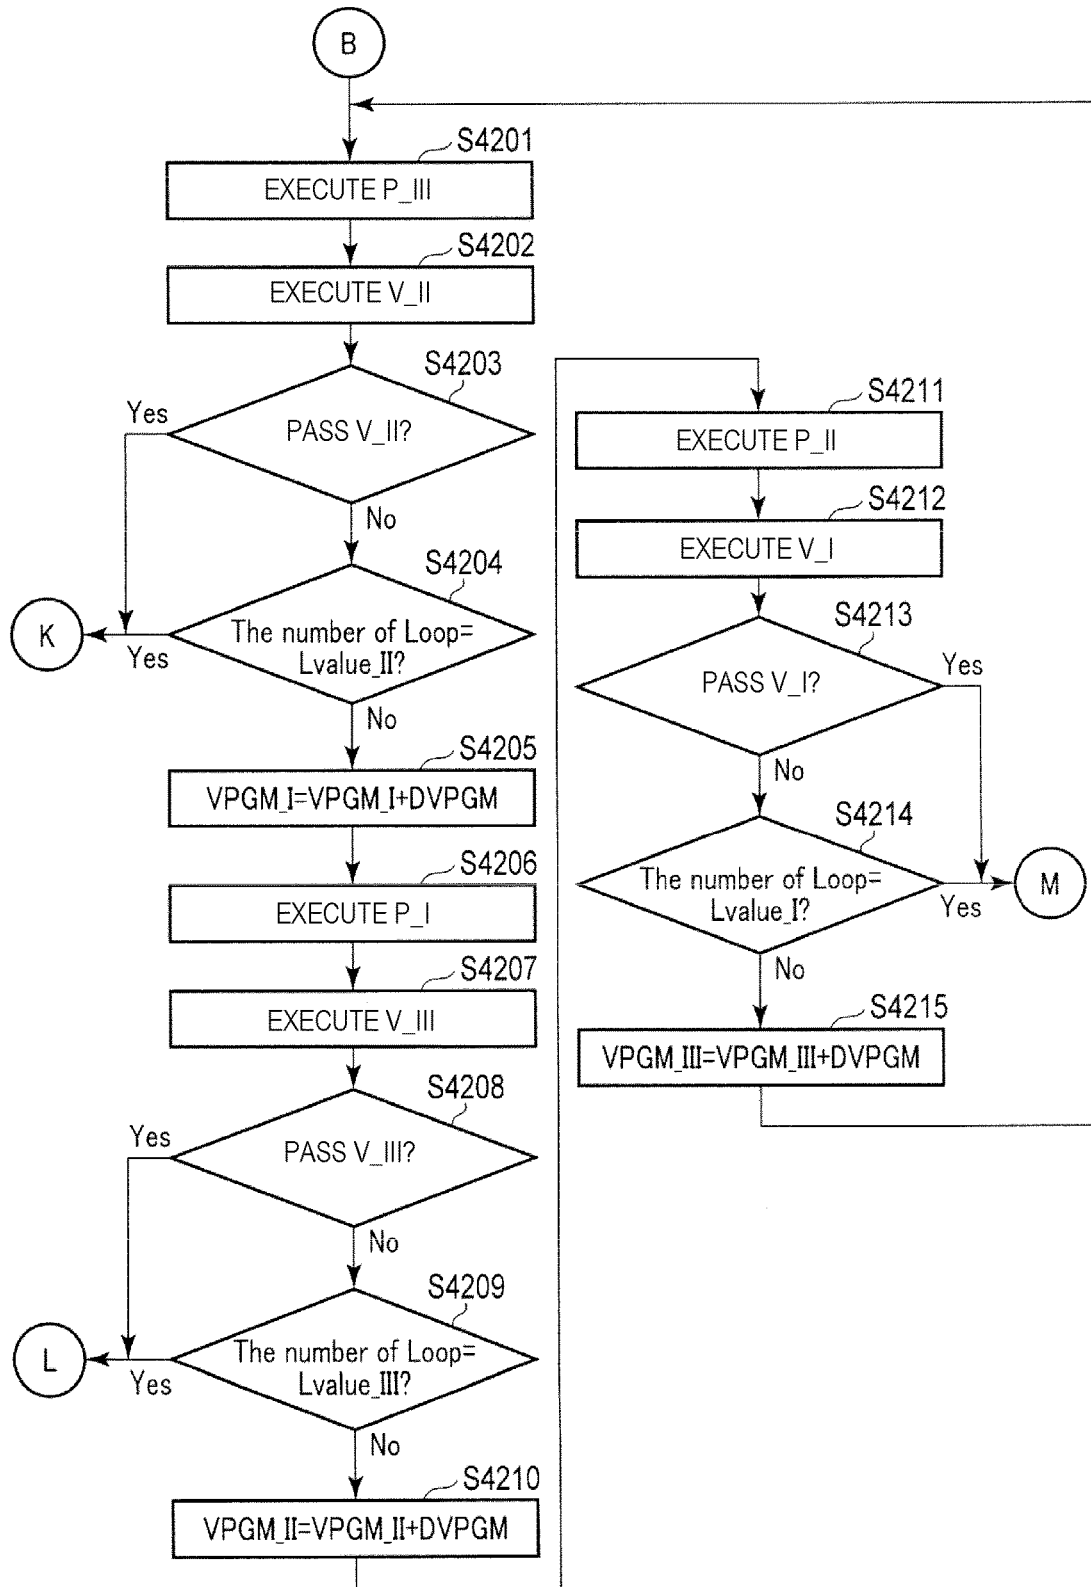 B
S4201
EXECUTE P_III
S4202
EXECUTE V_II
S4203
PASS V_II?
Yes
No
S4204
The number of Loop=
Lvalue_II?
K
Yes
No
S4205
VPGM_I=VPGM_I+DVPGM
S4206
EXECUTE P_I
S4207
EXECUTE V_III
S4208
PASS V_III?
Yes
No
S4209
The number of Loop=
Lvalue_III?
L
Yes
No
S4210
VPGM_II=VPGM_II+DVPGM
S4211
EXECUTE P_II
S4212
EXECUTE V_I
S4213
PASS V_I?
Yes
No
S4214
The number of Loop=
Lvalue_I?
Yes
M
No
S4215
VPGM_III=VPGM_III+DVPGM